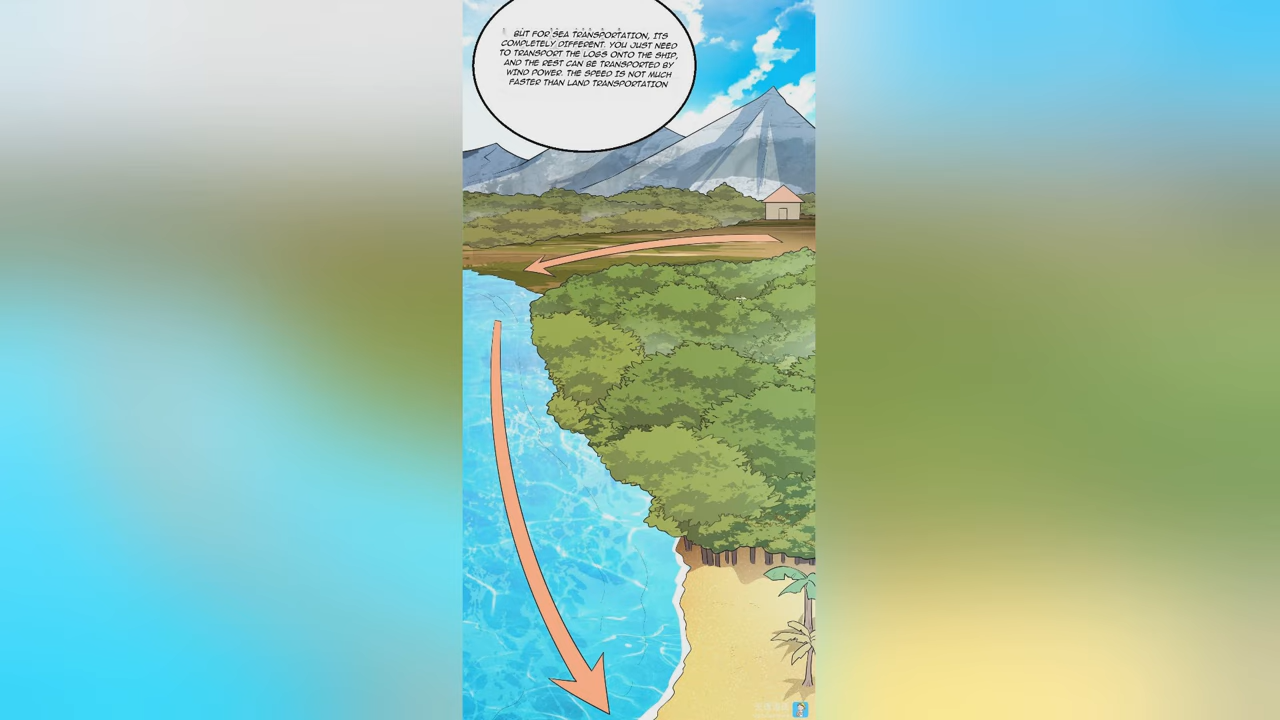 BUT FOR SEA TRANSPORTATION, ITS
COMPLETELY DIFFERENT. YOU JUST NEED
TO TRANSPORT THE LOGS ONTO THE SHIP,
AND THE REST CAN BE TRANSPORTED BY
WIND POWER. THE SPEED IS NOT MUCH
FASTER THAN LAND TRANSPORTATION